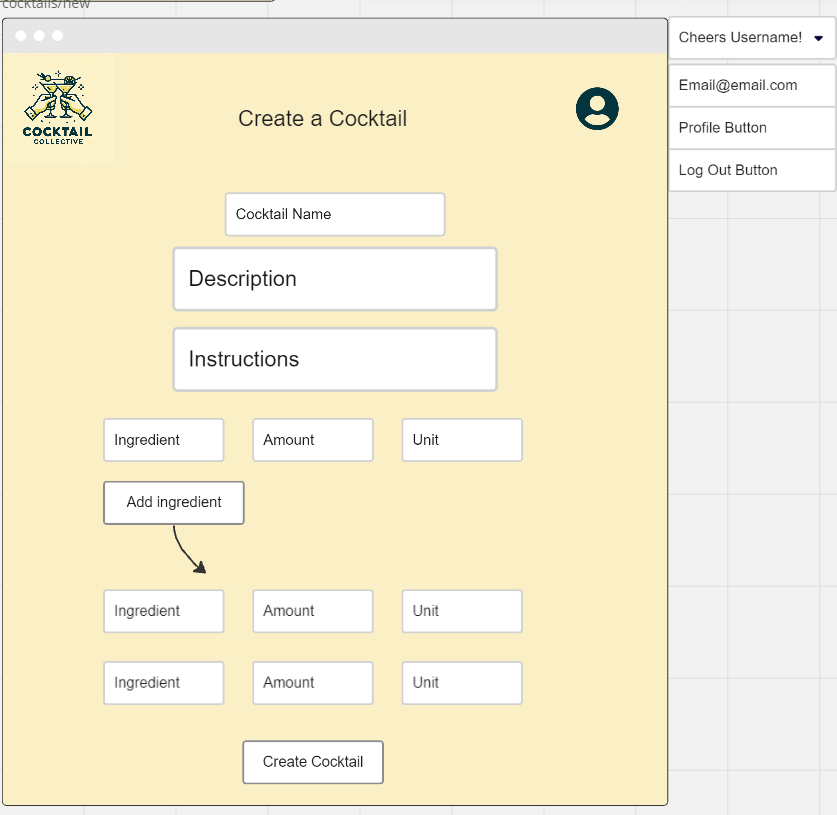 cocktails/new
Cheers Username!
Email@email.com
Profile Button
Log Out Button
COCKTAIL
COLLECTIVE
Create a Cocktail
Cocktail Name
Description
Instructions
Ingredient Amount Unit
Add ingredient
Ingredient Amount Unit
Ingredient Amount Unit
Create Cocktail